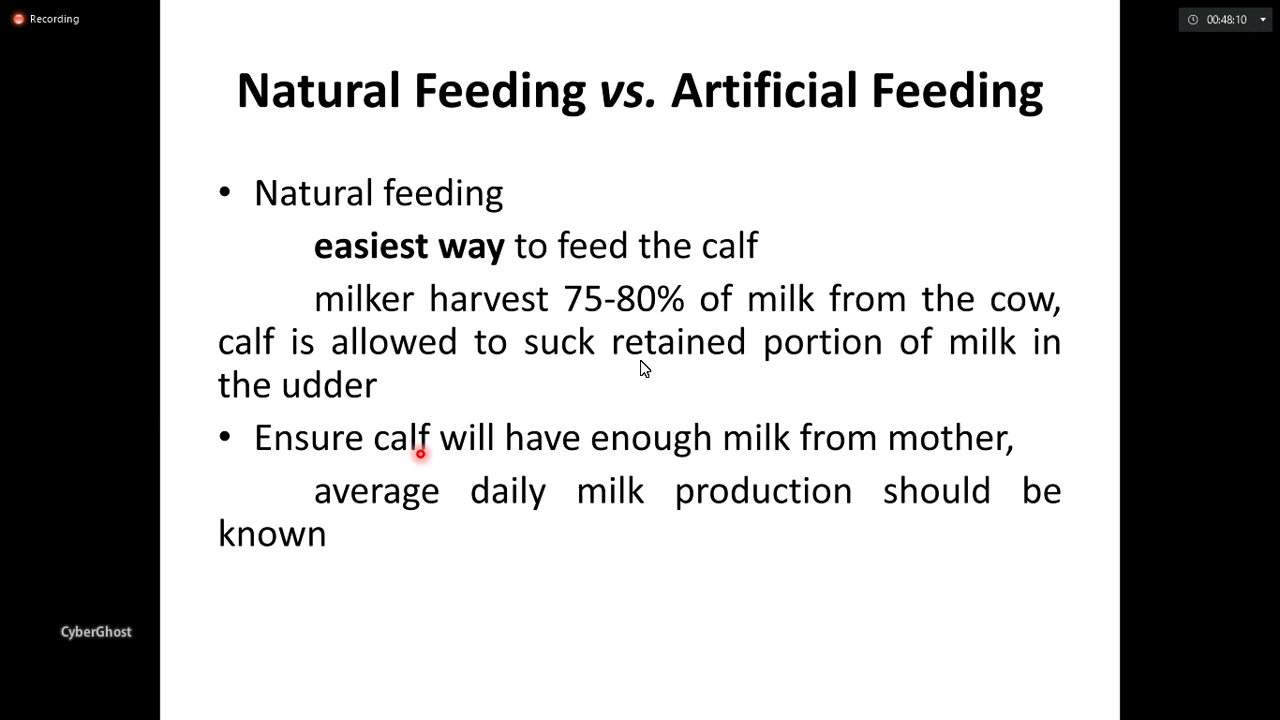 Recording
00:48:10
Natural Feeding vs. Artificial Feeding
• Natural feeding
easiest way to feed the calf
milker harvest 75-80% of milk from the cow,
calf is allowed to suck retained portion of milk in
the udder
• Ensure calf will have enough milk from mother,
average daily milk production should be
known
CyberGhost